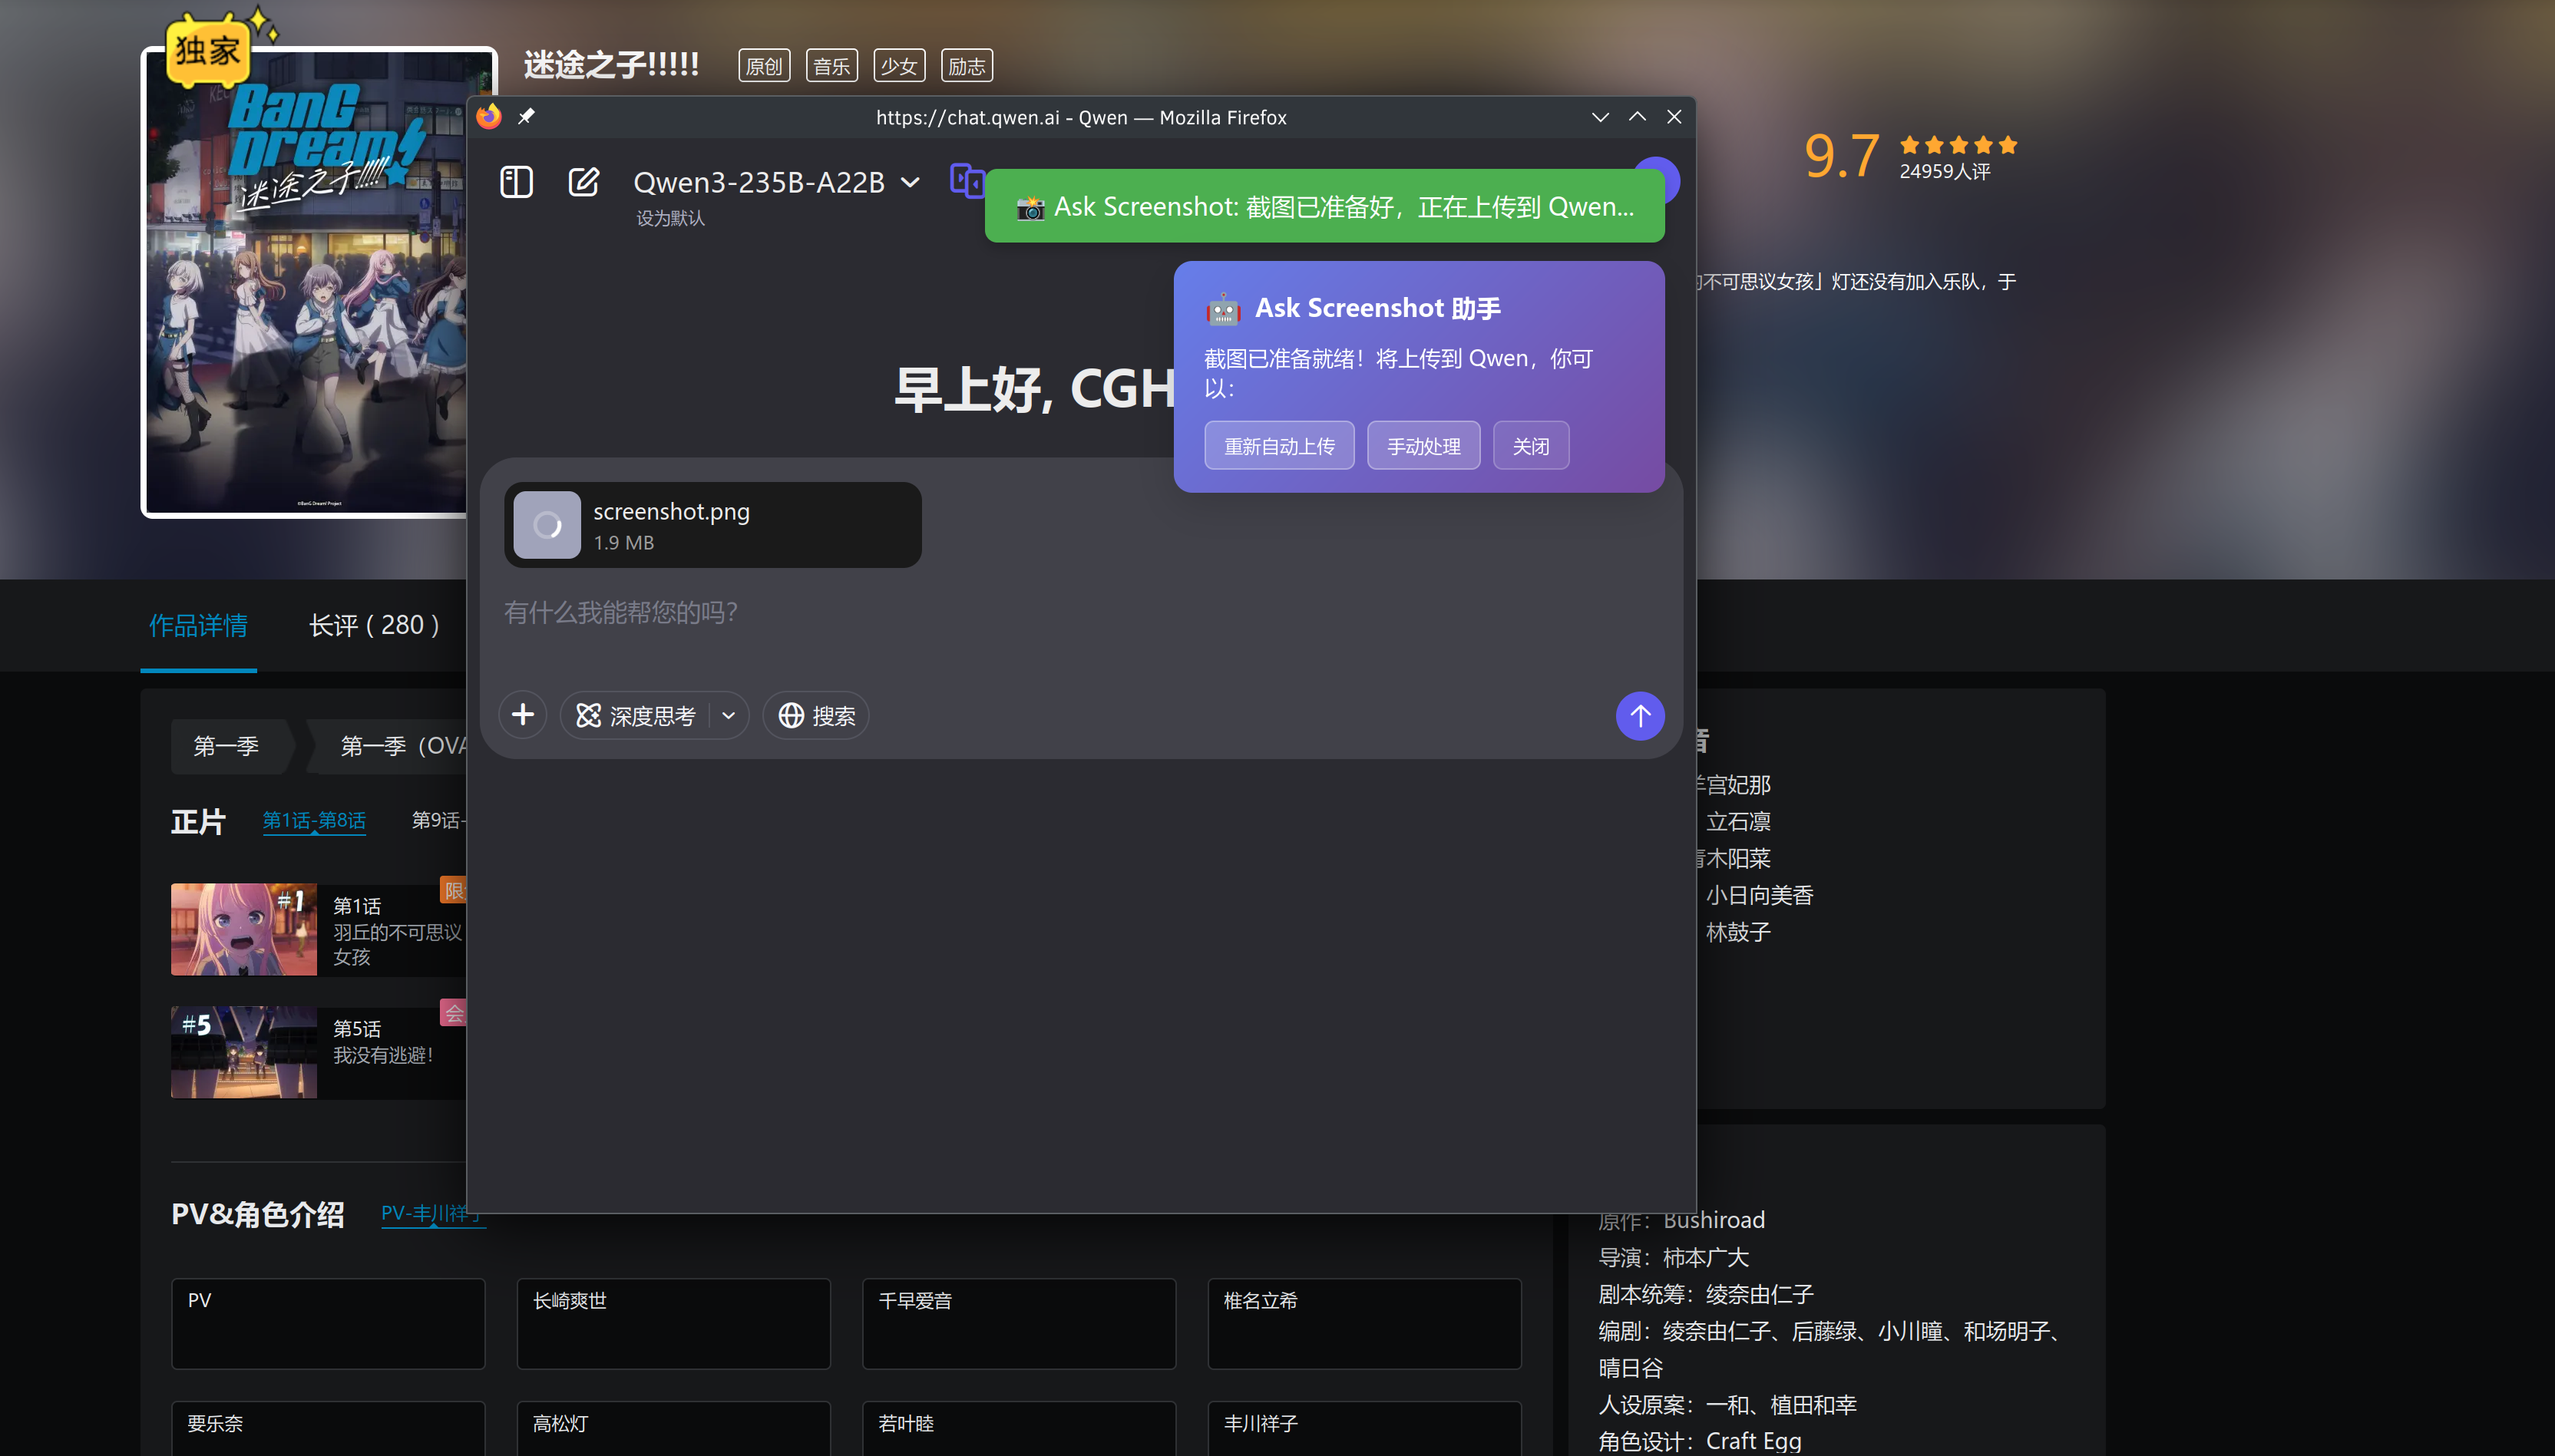 独家
BanG
Dream!
迷途之子!!!!!
©BanG Dream! Project
迷途之子!!!!!
原创
音乐
少女
励志
9.7
24959人评
不可思议女孩」灯还没有加入乐队，于
https://chat.qwen.ai - Qwen — Mozilla Firefox
Qwen3-235B-A22B
设为默认
📸 Ask Screenshot: 截图已准备好，正在上传到 Qwen...
🤖 Ask Screenshot 助手
截图已准备就绪！将上传到 Qwen，你可
以：
重新自动上传
手动处理
关闭
早上好, CGH
screenshot.png
1.9 MB
有什么我能帮您的吗？
深度思考
搜索
作品详情
长评 ( 280 )
第一季
第一季（OVA
正片
第1话-第8话
第9话-
#1
第1话
羽丘的不可思议
女孩
限
#5
第5话
我没有逃避！
会
PV&角色介绍
PV-丰川祥
PV
长崎爽世
千早爱音
椎名立希
要乐奈
高松灯
若叶睦
丰川祥子
音
宫妃那
立石凛
青木阳菜
小日向美香
林鼓子
原作：Bushiroad
导演：柿本广大
剧本统筹：绫奈由仁子
编剧：绫奈由仁子、后藤绿、小川瞳、和场明子、
晴日谷
人设原案：一和、植田和幸
角色设计：Craft Egg